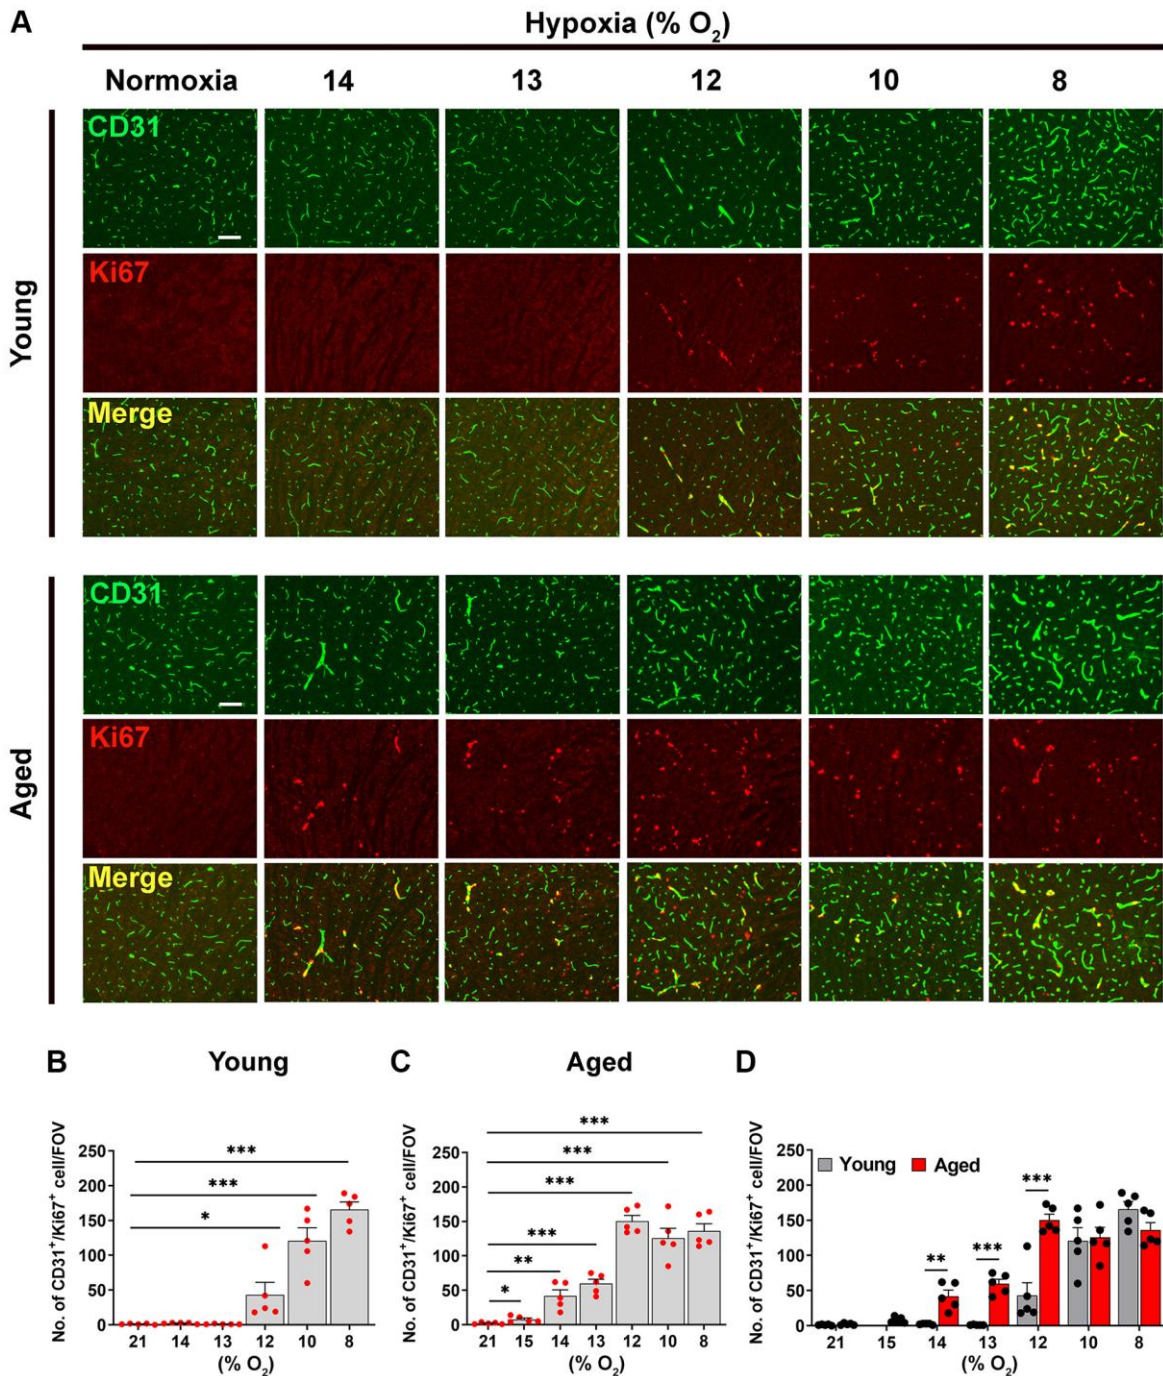 A
Hypoxia (% O₂)
Normoxia 14 13 12 10 8
Young
CD31
Ki67
Merge
Aged
CD31
Ki67
Merge
B Young
No. of CD31⁺/Ki67⁺ cell/FOV
250
200
150
100
50
0
***
***
*
21 14 13 12 10 8
(% O₂)
C Aged
No. of CD31⁺/Ki67⁺ cell/FOV
250
200
150
100
50
0
***
***
***
***
**
*
21 15 14 13 12 10 8
(% O₂)
D
No. of CD31⁺/Ki67⁺ cell/FOV
250
200
150
100
50
0
Young Aged
** *** ***
21 15 14 13 12 10 8
(% O₂)